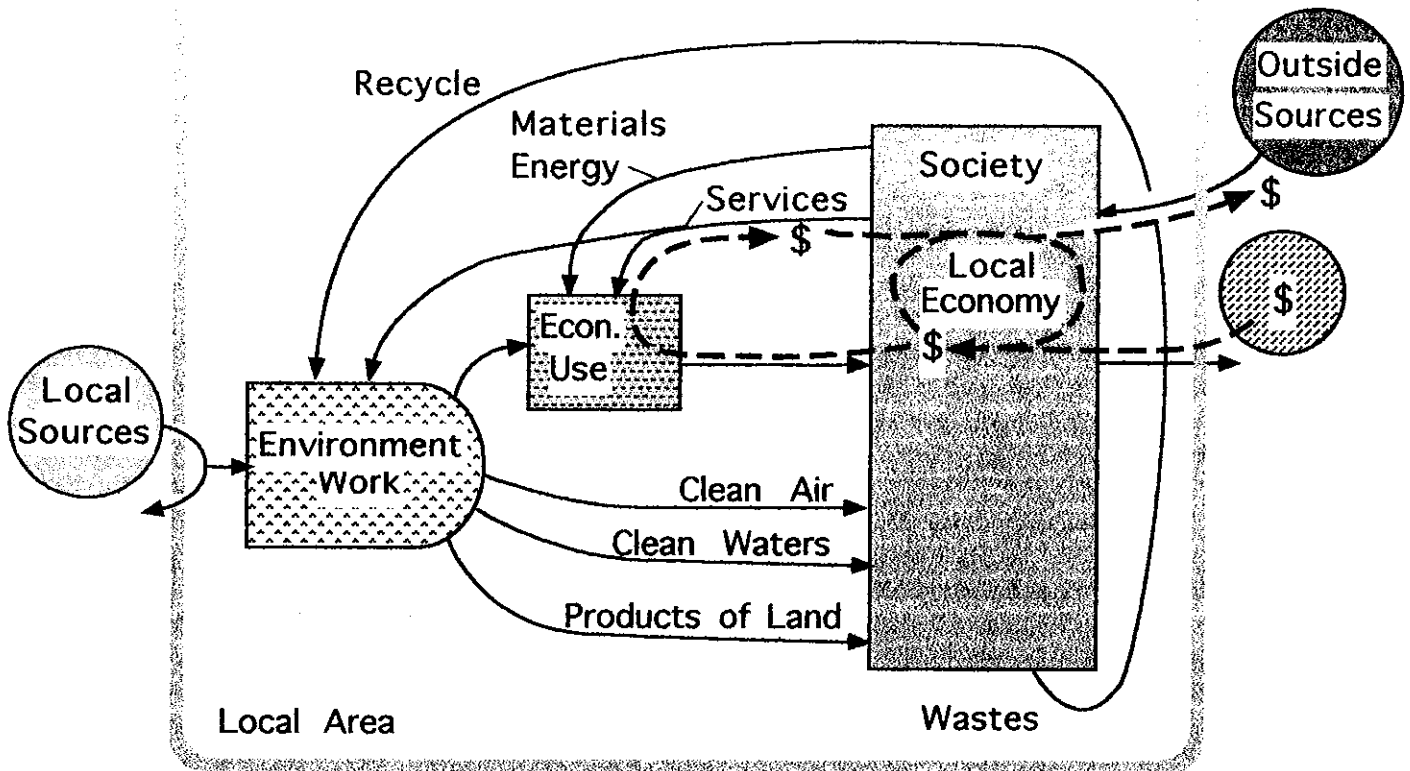 Recycle
Outside
Sources
Materials
Energy
Society
Services
$
$
Local
Economy
$
$
Econ.
Use
Local
Sources
Environment
Work
Clean Air
Clean Waters
Products of Land
Local Area
Wastes